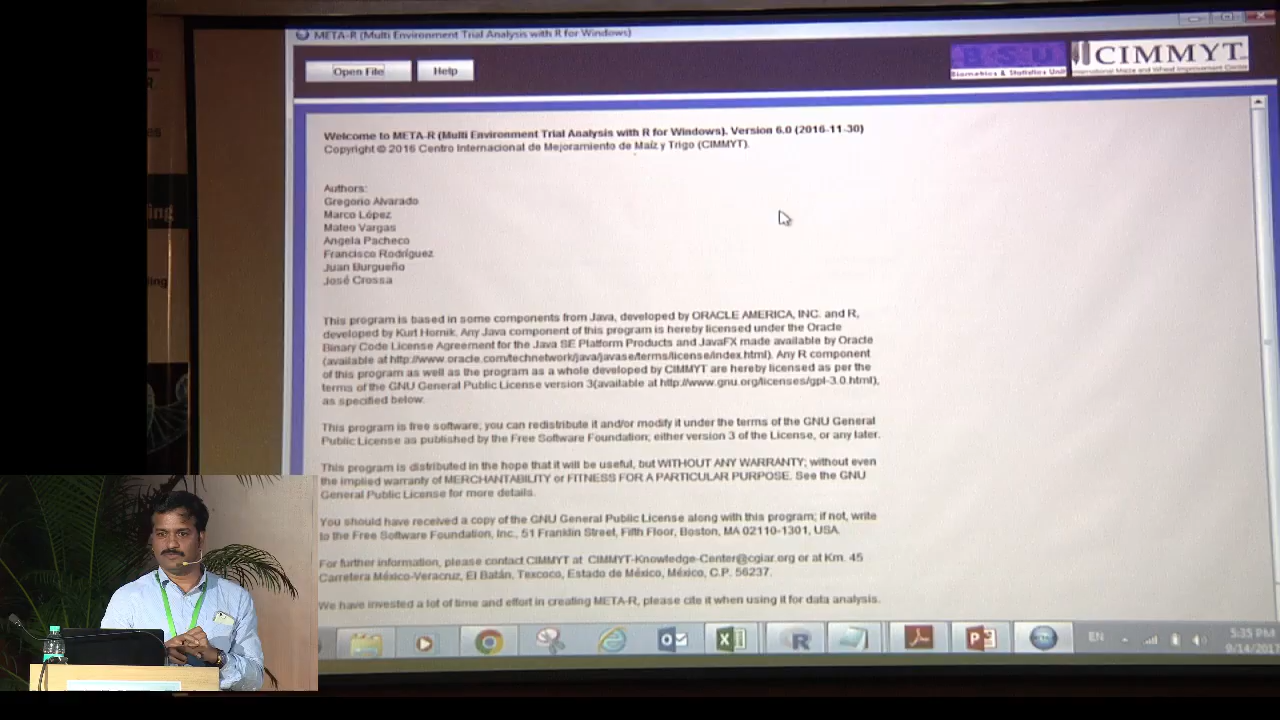 META-R (Multi Environment Trial Analysis with R for Windows)
Open File
Help
BSU
Biometrics & Statistics Unit
CIMMYT
International Maize and Wheat Improvement Center
Welcome to META-R (Multi Environment Trial Analysis with R for Windows). Version 6.0 (2016-11-30)
Copyright © 2016 Centro Internacional de Mejoramiento de Maíz y Trigo (CIMMYT).
Authors:
Gregorio Alvarado
Marco López
Mateo Vargas
Angela Pacheco
Francisco Rodríguez
Juan Burgueño
José Crossa
This program is based in some components from Java, developed by ORACLE AMERICA, INC. and R,
developed by Kurt Hornik. Any Java component of this program is hereby licensed under the Oracle
Binary Code License Agreement for the Java SE Platform Products and JavaFX made available by Oracle
(available at http://www.oracle.com/technetwork/java/javase/terms/license/index.html). Any R component
of this program as well as the program as a whole developed by CIMMYT are hereby licensed as per the
terms of the GNU General Public License version 3(available at http://www.gnu.org/licenses/gpl-3.0.html),
as specified below.
This program is free software; you can redistribute it and/or modify it under the terms of the GNU General
Public License as published by the Free Software Foundation; either version 3 of the License, or any later.
This program is distributed in the hope that it will be useful, but WITHOUT ANY WARRANTY; without even
the implied warranty of MERCHANTABILITY or FITNESS FOR A PARTICULAR PURPOSE. See the GNU
General Public License for more details.
You should have received a copy of the GNU General Public License along with this program; if not, write
to the Free Software Foundation, Inc., 51 Franklin Street, Fifth Floor, Boston, MA 02110-1301, USA.
For further information, please contact CIMMYT at CIMMYT-Knowledge-Center@cgiar.org or at Km. 45
Carretera México-Veracruz, El Batán, Texcoco, Estado de México, México, C.P. 56237.
We have invested a lot of time and effort in creating META-R, please cite it when using it for data analysis.
EN
5:35 PM
9/14/201